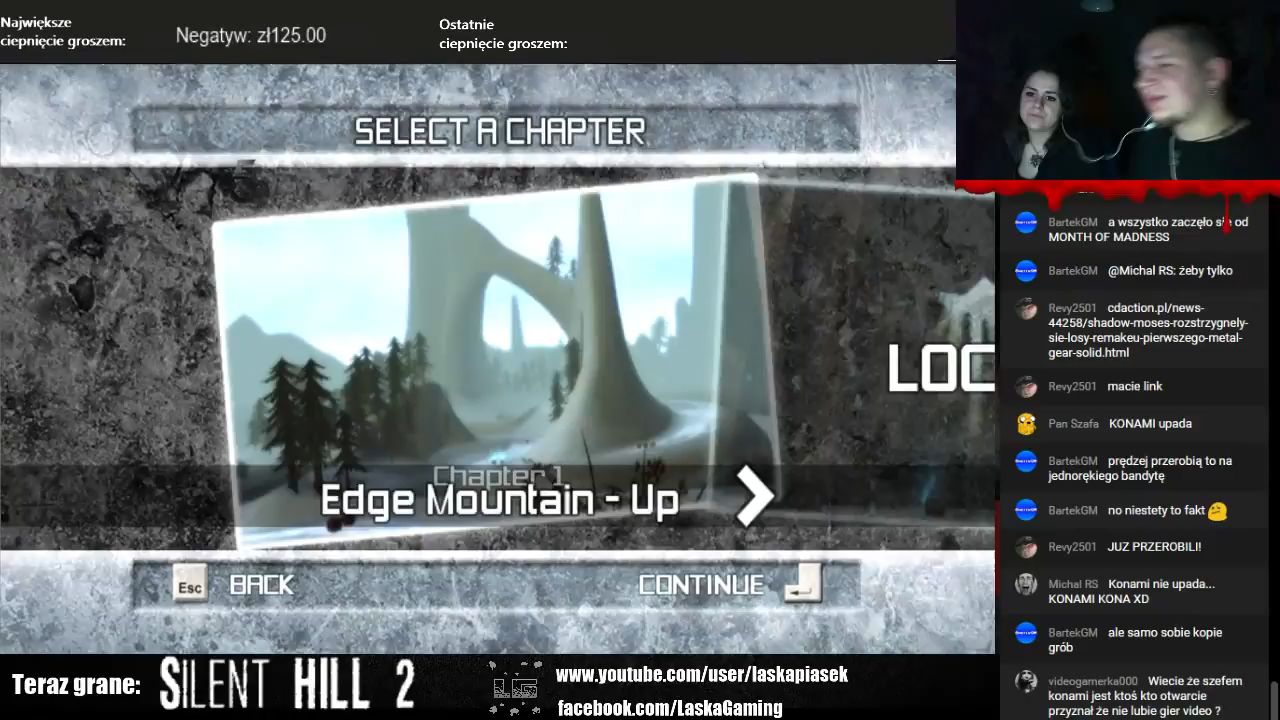 Największe
ciepnięcie groszem:
Negatyw: zł125.00
Ostatnie
ciepnięcie groszem:
SELECT A CHAPTER
LOC
Chapter 1
Edge Mountain - Up
Esc BACK
CONTINUE
BartekGM a wszystko zaczęło się od
MONTH OF MADNESS
BartekGM @Michal RS: żeby tylko
Revy2501 cdaction.pl/news-
44258/shadow-moses-rozstrzygnely-
sie-losy-remakeu-pierwszego-metal-
gear-solid.html
Revy2501 macie link
Pan Szafa KONAMI upada
BartekGM prędzej przerobią to na
jednorękiego bandytę
BartekGM no niestety to fakt
Revy2501 JUZ PRZEROBILI!
Michal RS Konami nie upada...
KONAMI KONA XD
BartekGM ale samo sobie kopie
grób
videogamerka000 Wiecie że szefem
konami jest ktoś kto otwarcie
przyznał że nie lubie gier video ?
Teraz grane:
SILENT HILL 2
LG
www.youtube.com/user/laskapiasek
facebook.com/LaskaGaming